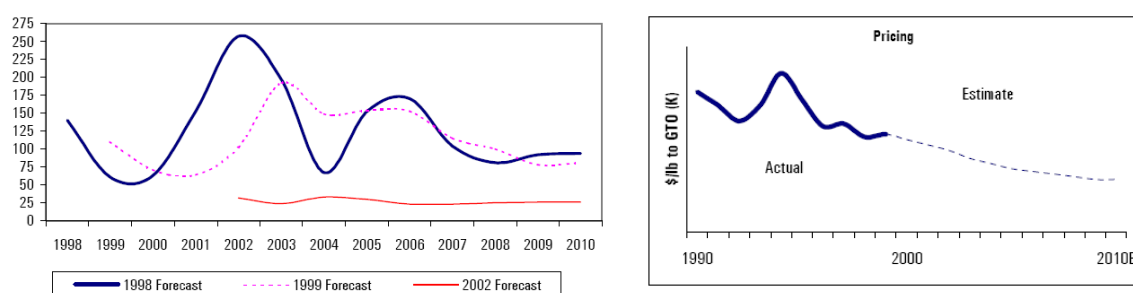 275
250
225
200
175
150
125
100
75
50
25
0
1998 1999 2000 2001 2002 2003 2004 2005 2006 2007 2008 2009 2010
1998 Forecast 1999 Forecast 2002 Forecast
Pricing
$/lb to GTO (K)
Estimate
Actual
1990 2000 2010E